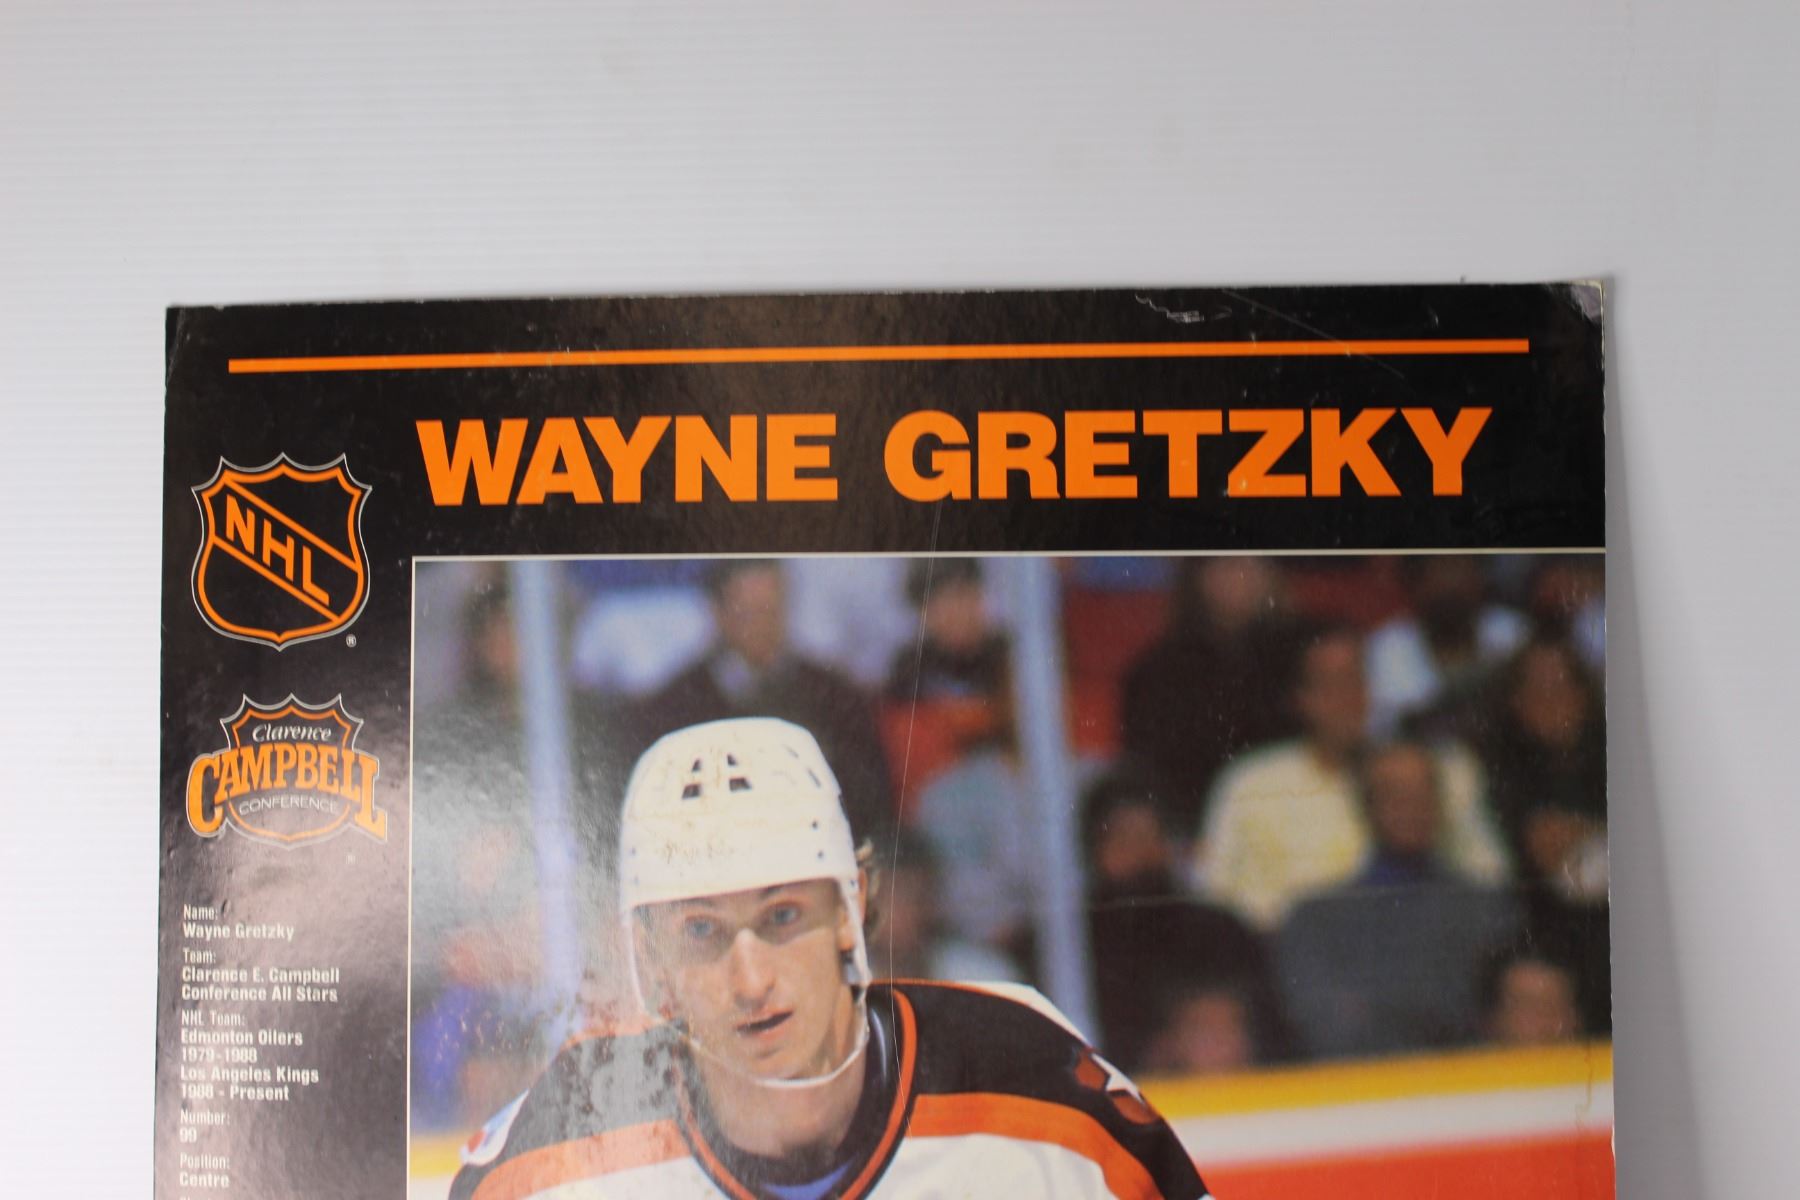 WAYNE GRETZKY
NHL
®
Clarence
CAMPBELL
CONFERENCE
Name:
Wayne Gretzky
Team:
Clarence E. Campbell
Conference All Stars
NHL Team:
Edmonton Oilers
1979-1988
Los Angeles Kings
1988 - Present
Number:
99
Position:
Centre